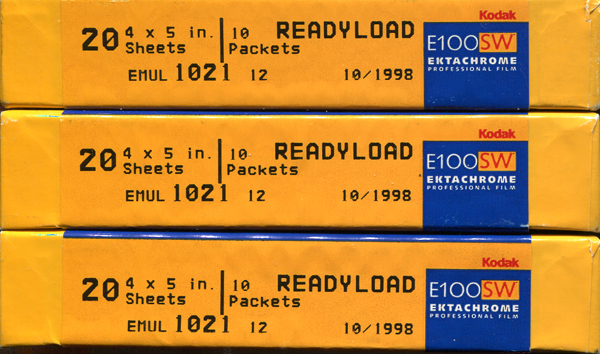 Kodak
20 4 x 5 in. Sheets 10 Packets READYLOAD
E100SW
EKTACHROME
PROFESSIONAL FILM
EMUL 1021 12 10/1998
Kodak
20 4 x 5 in. Sheets 10 Packets READYLOAD
E100SW
EKTACHROME
PROFESSIONAL FILM
EMUL 1021 12 10/1998
Kodak
20 4 x 5 in. Sheets 10 Packets READYLOAD
E100SW
EKTACHROME
PROFESSIONAL FILM
EMUL 1021 12 10/1998